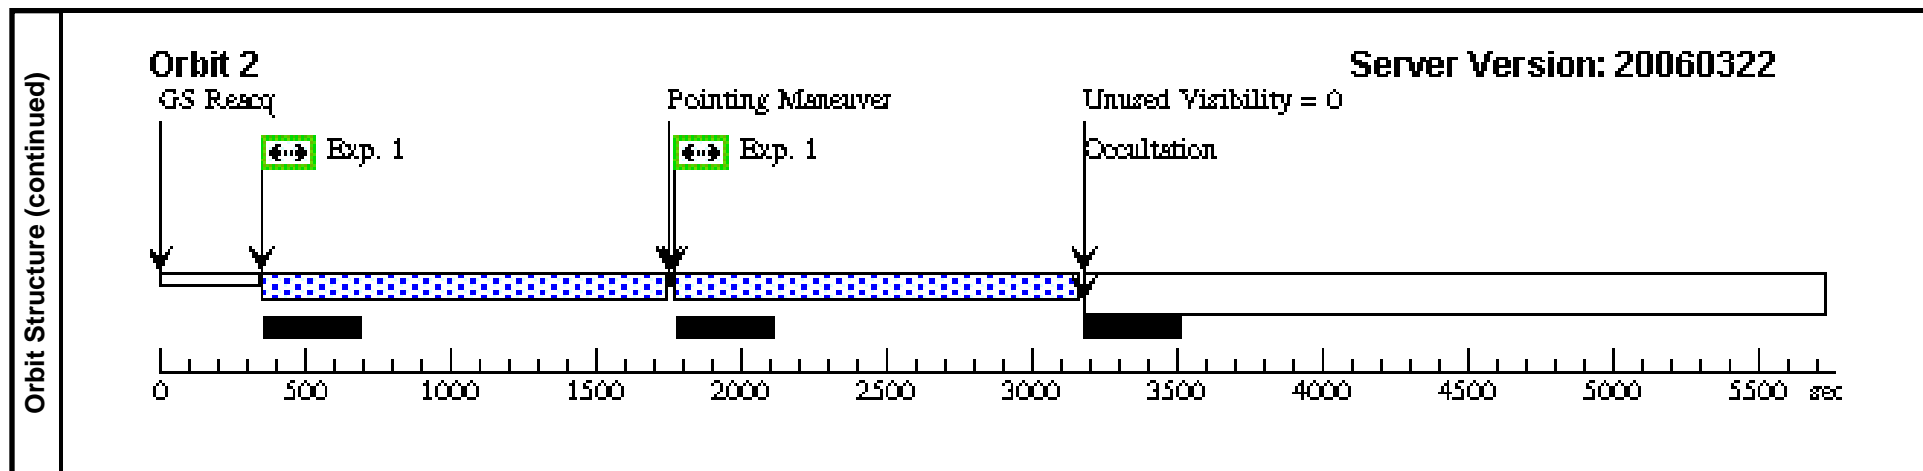 Orbit Structure (continued)
Orbit 2
Server Version: 20060322
GS Reacq
Pointing Maneuver
Unused Visibility = 0
Exp. 1
Exp. 1
Occultation
0 500 1000 1500 2000 2500 3000 3500 4000 4500 5000 5500 sec